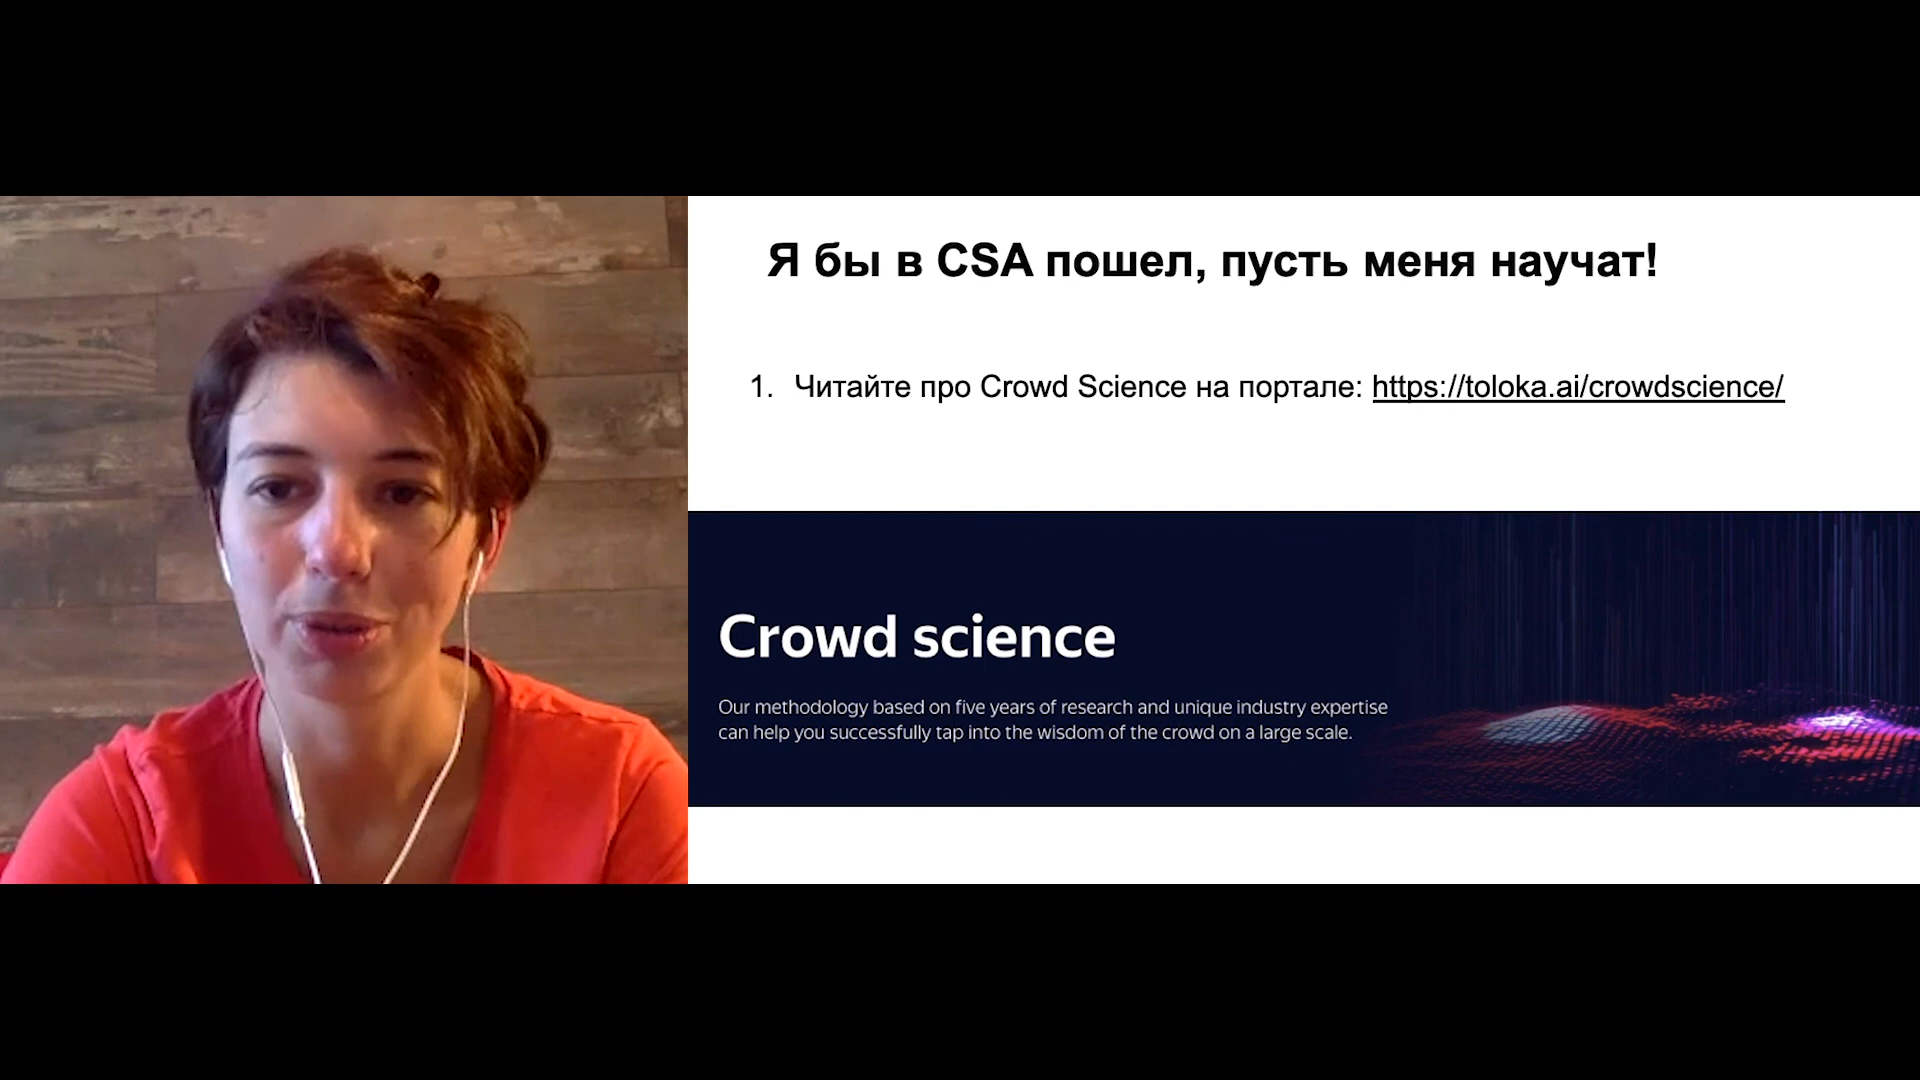 Я бы в CSA пошел, пусть меня научат!
1. Читайте про Crowd Science на портале: https://toloka.ai/crowdscience/
Crowd science
Our methodology based on five years of research and unique industry expertise
can help you successfully tap into the wisdom of the crowd on a large scale.